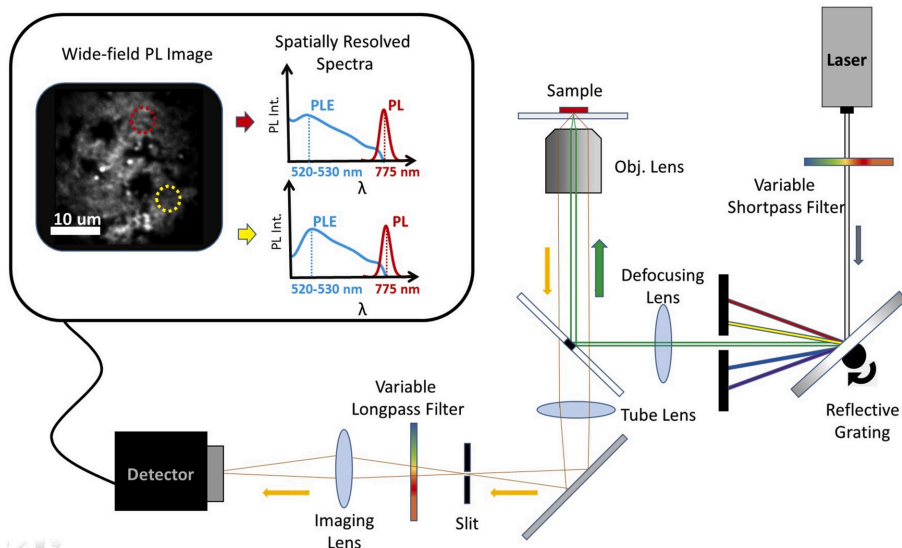 Wide-field PL Image
Spatially Resolved
Spectra
PL Int.
PLE
PL
520-530 nm
775 nm
λ
10 um
PL Int.
PLE
PL
520-530 nm
775 nm
λ
Laser
Sample
Obj. Lens
Variable
Shortpass Filter
Defocusing
Lens
Variable
Longpass Filter
Tube Lens
Reflective
Grating
Detector
Imaging
Lens
Slit